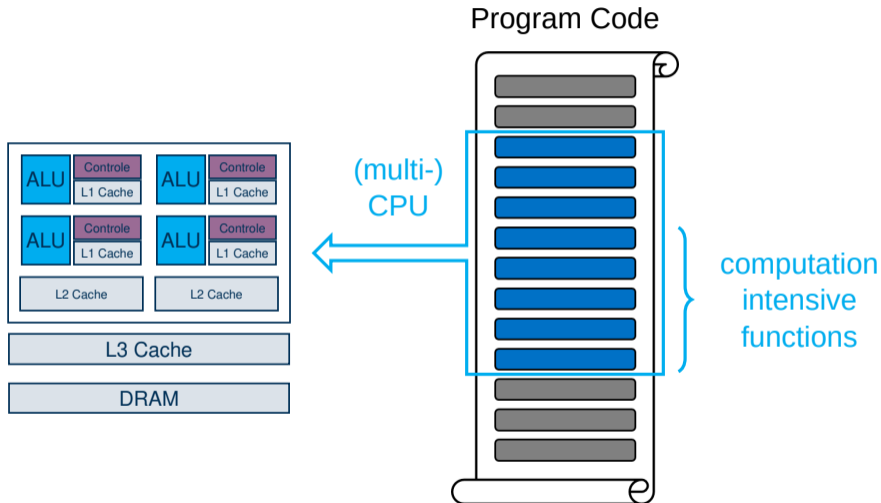 Program Code
(multi-)
CPU
ALU
Controle
L1 Cache
ALU
Controle
L1 Cache
ALU
Controle
L1 Cache
ALU
Controle
L1 Cache
L2 Cache
L2 Cache
L3 Cache
DRAM
computation
intensive
functions